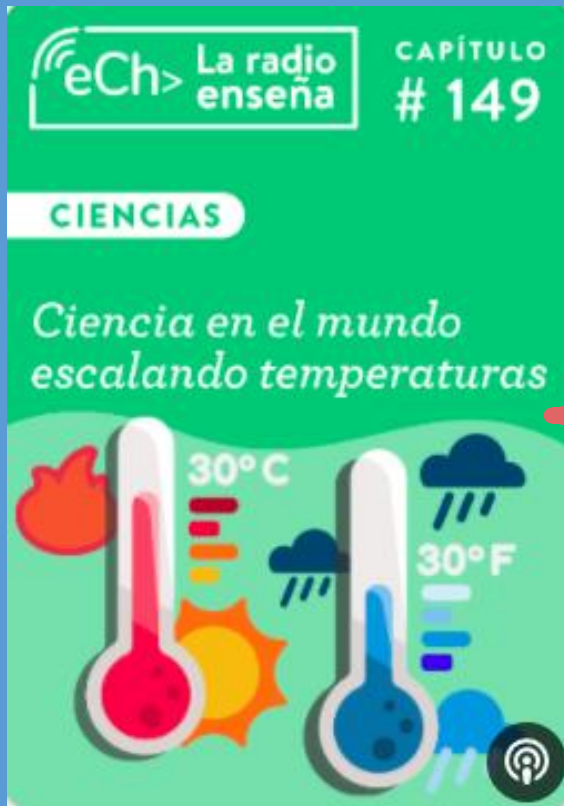 eCh> La radio
enseña
CAPÍTULO
# 149
CIENCIAS
Ciencia en el mundo
escalando temperaturas
30°C
30°F